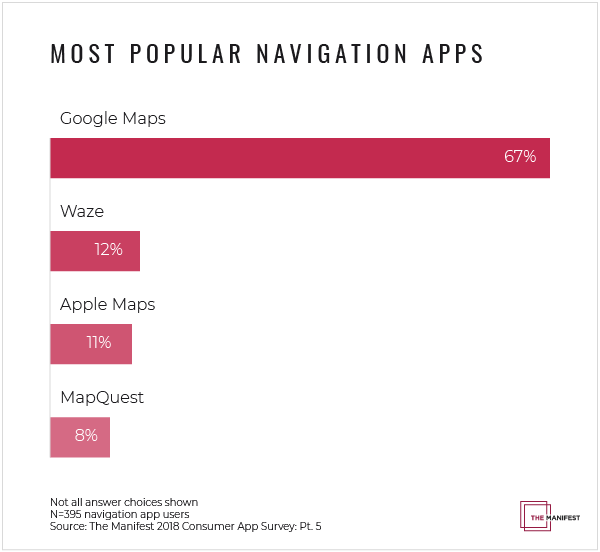 MOST POPULAR NAVIGATION APPS
Google Maps
67%
Waze
12%
Apple Maps
11%
MapQuest
8%
Not all answer choices shown
N=395 navigation app users
Source: The Manifest 2018 Consumer App Survey: Pt. 5
THE MANIFEST